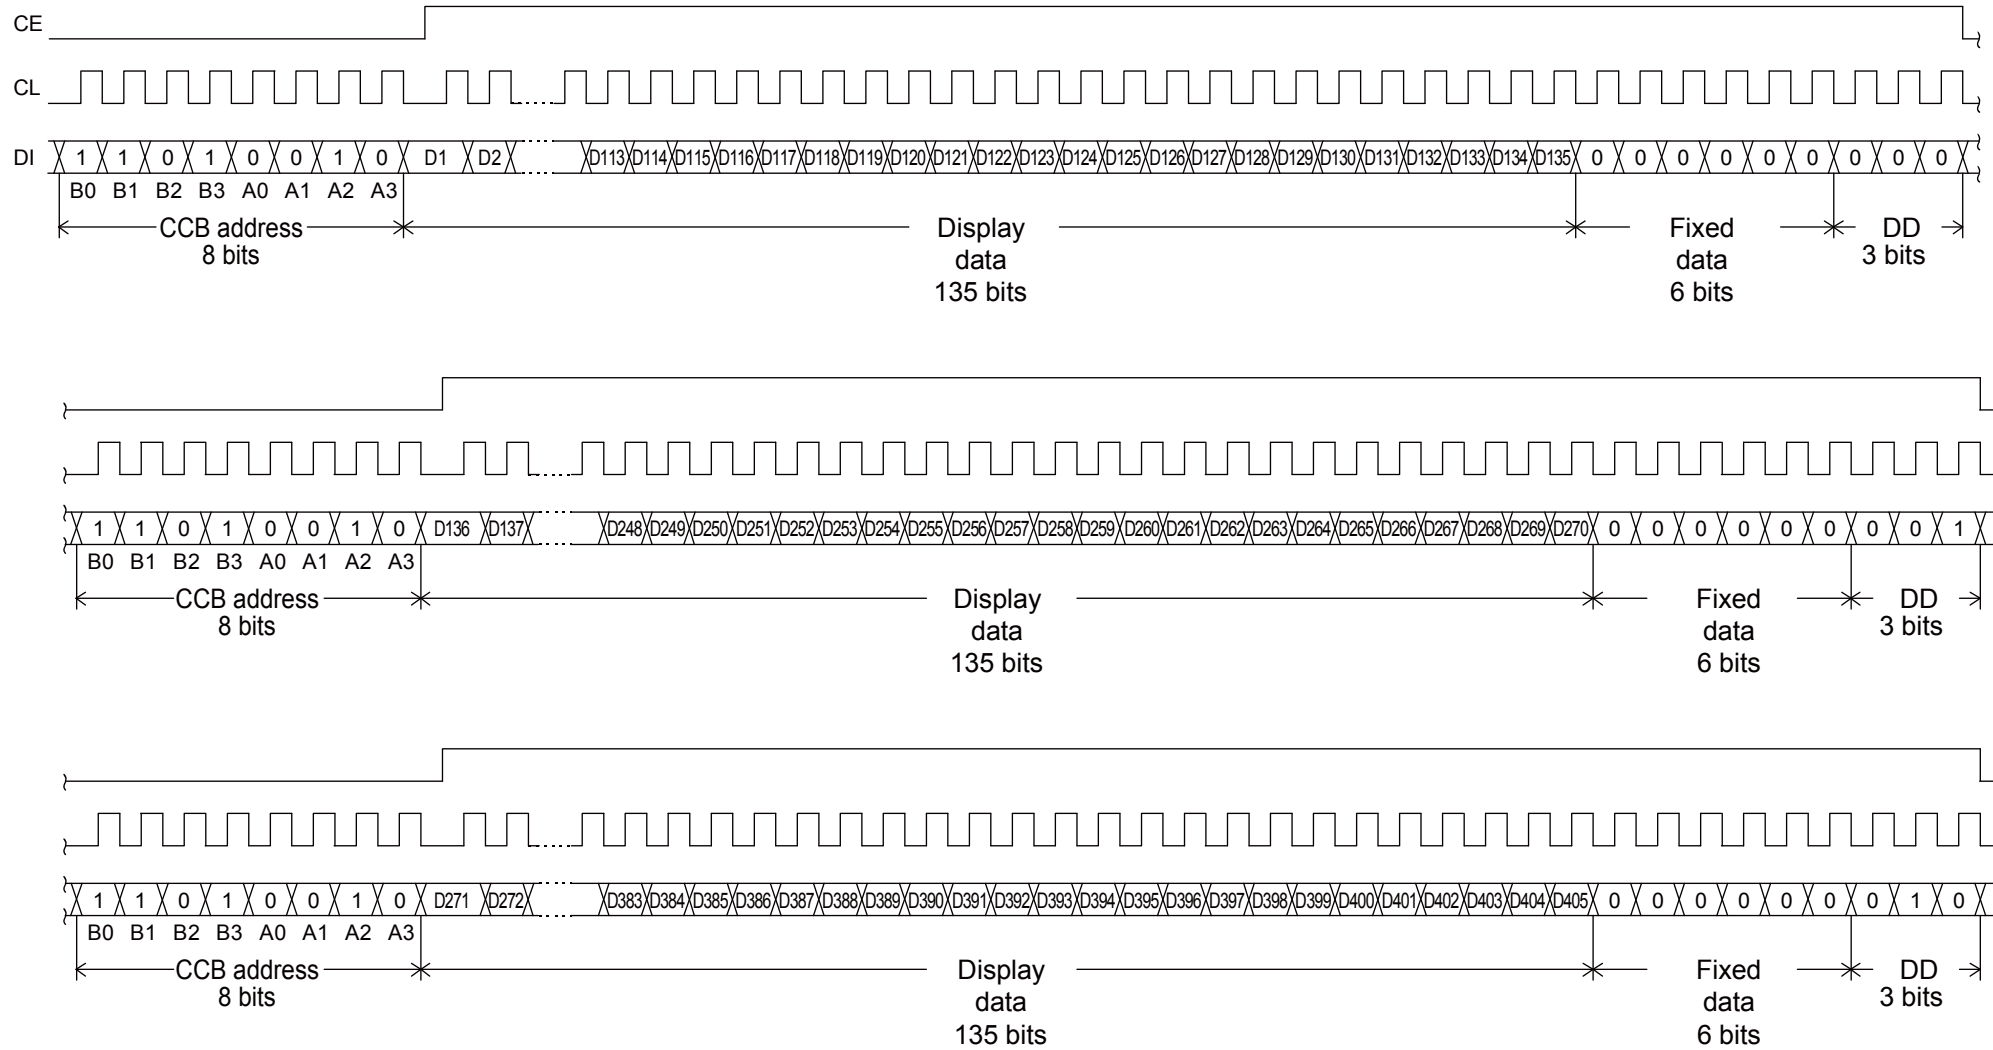 CE
CL
DI 1 1 0 1 0 0 1 0 D1 D2 D113 D114 D115 D116 D117 D118 D119 D120 D121 D122 D123 D124 D125 D126 D127 D128 D129 D130 D131 D132 D133 D134 D135 0 0 0 0 0 0 0 0 0
B0 B1 B2 B3 A0 A1 A2 A3
CCB address Display Fixed DD
8 bits data data 3 bits
135 bits 6 bits
1 1 0 1 0 0 1 0 D136 D137 D248 D249 D250 D251 D252 D253 D254 D255 D256 D257 D258 D259 D260 D261 D262 D263 D264 D265 D266 D267 D268 D269 D270 0 0 0 0 0 0 0 0 1
B0 B1 B2 B3 A0 A1 A2 A3
CCB address Display Fixed DD
8 bits data data 3 bits
135 bits 6 bits
1 1 0 1 0 0 1 0 D271 D272 D383 D384 D385 D386 D387 D388 D389 D390 D391 D392 D393 D394 D395 D396 D397 D398 D399 D400 D401 D402 D403 D404 D405 0 0 0 0 0 0 0 1 0
B0 B1 B2 B3 A0 A1 A2 A3
CCB address Display Fixed DD
8 bits data data 3 bits
135 bits 6 bits